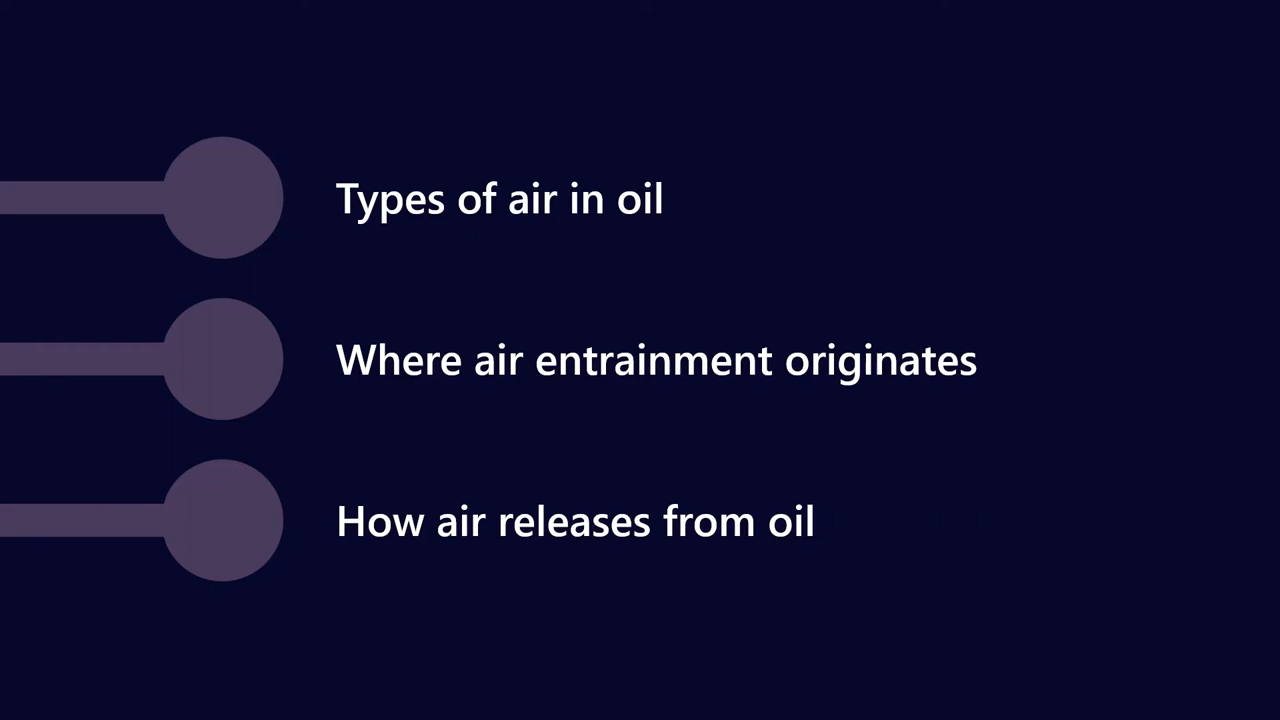 Types of air in oil
Where air entrainment originates
How air releases from oil